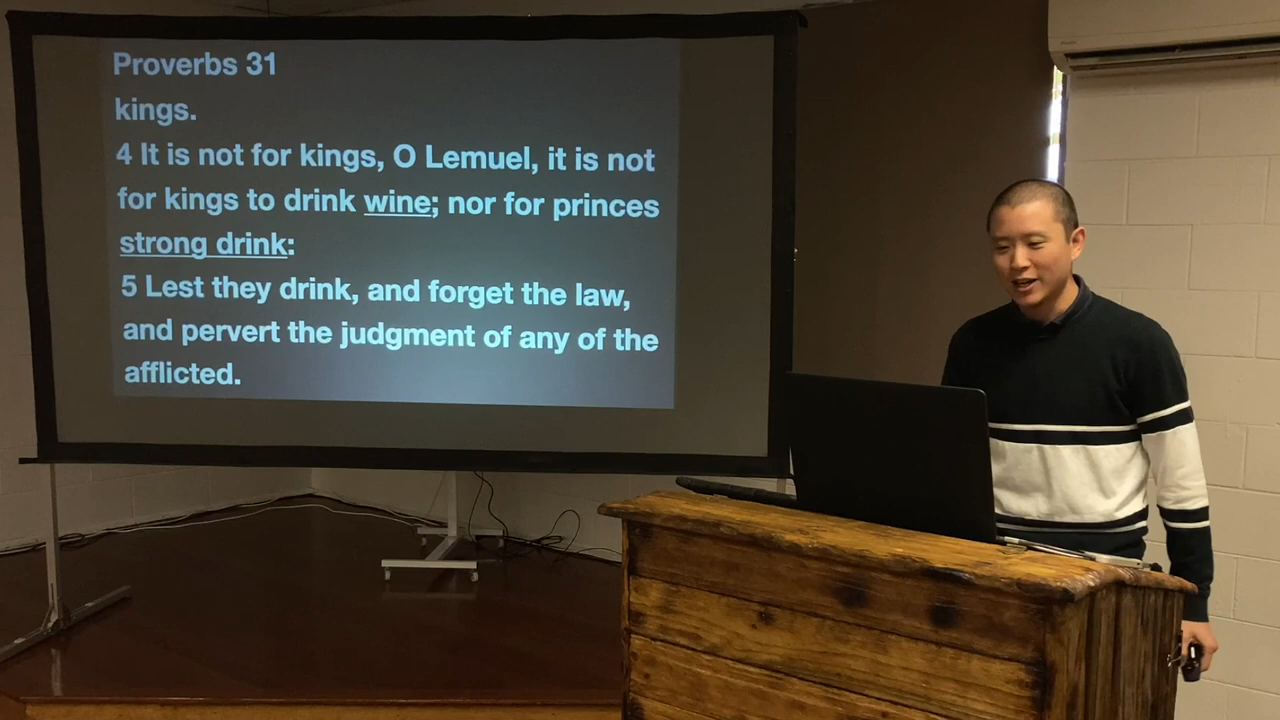 Proverbs 31
kings.
4 It is not for kings, O Lemuel, it is not
for kings to drink wine; nor for princes
strong drink:
5 Lest they drink, and forget the law,
and pervert the judgment of any of the
afflicted.